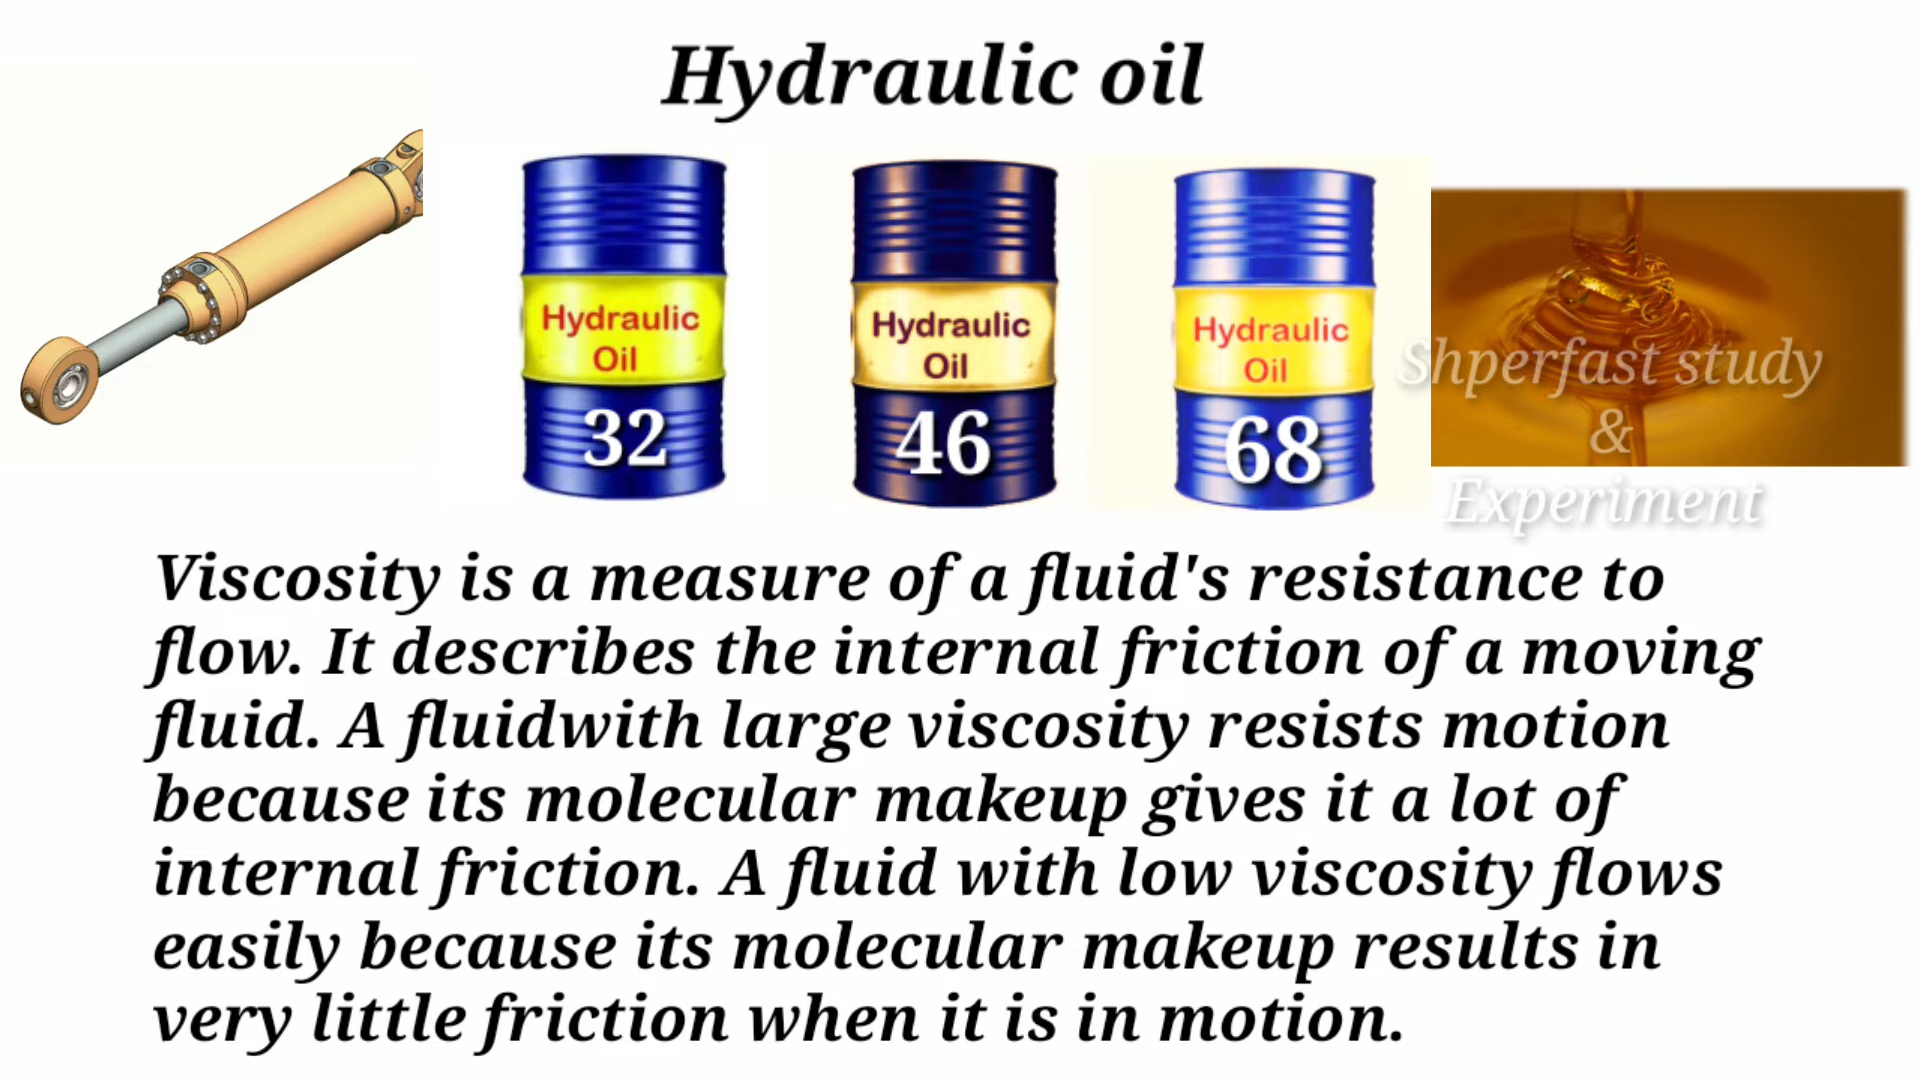 Hydraulic oil
Hydraulic
Oil
32
Hydraulic
Oil
46
Hydraulic
Oil
68
Shperfast study
&
Experiment
Viscosity is a measure of a fluid's resistance to
flow. It describes the internal friction of a moving
fluid. A fluidwith large viscosity resists motion
because its molecular makeup gives it a lot of
internal friction. A fluid with low viscosity flows
easily because its molecular makeup results in
very little friction when it is in motion.